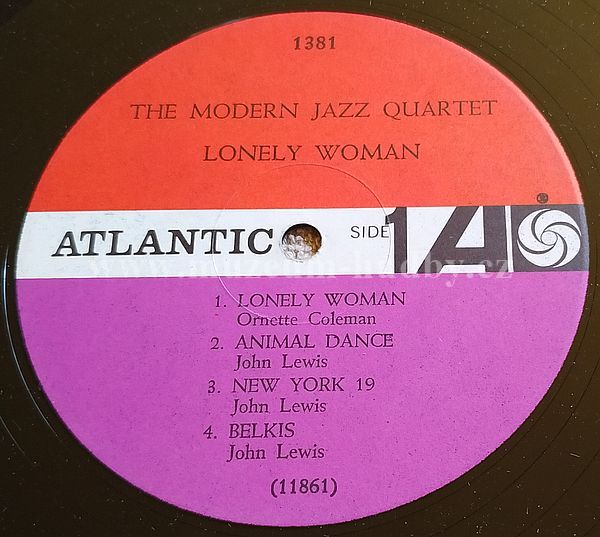 1381
THE MODERN JAZZ QUARTET
LONELY WOMAN
ATLANTIC SIDE 1 A
1. LONELY WOMAN
Ornette Coleman
2. ANIMAL DANCE
John Lewis
3. NEW YORK 19
John Lewis
4. BELKIS
John Lewis
(11861)